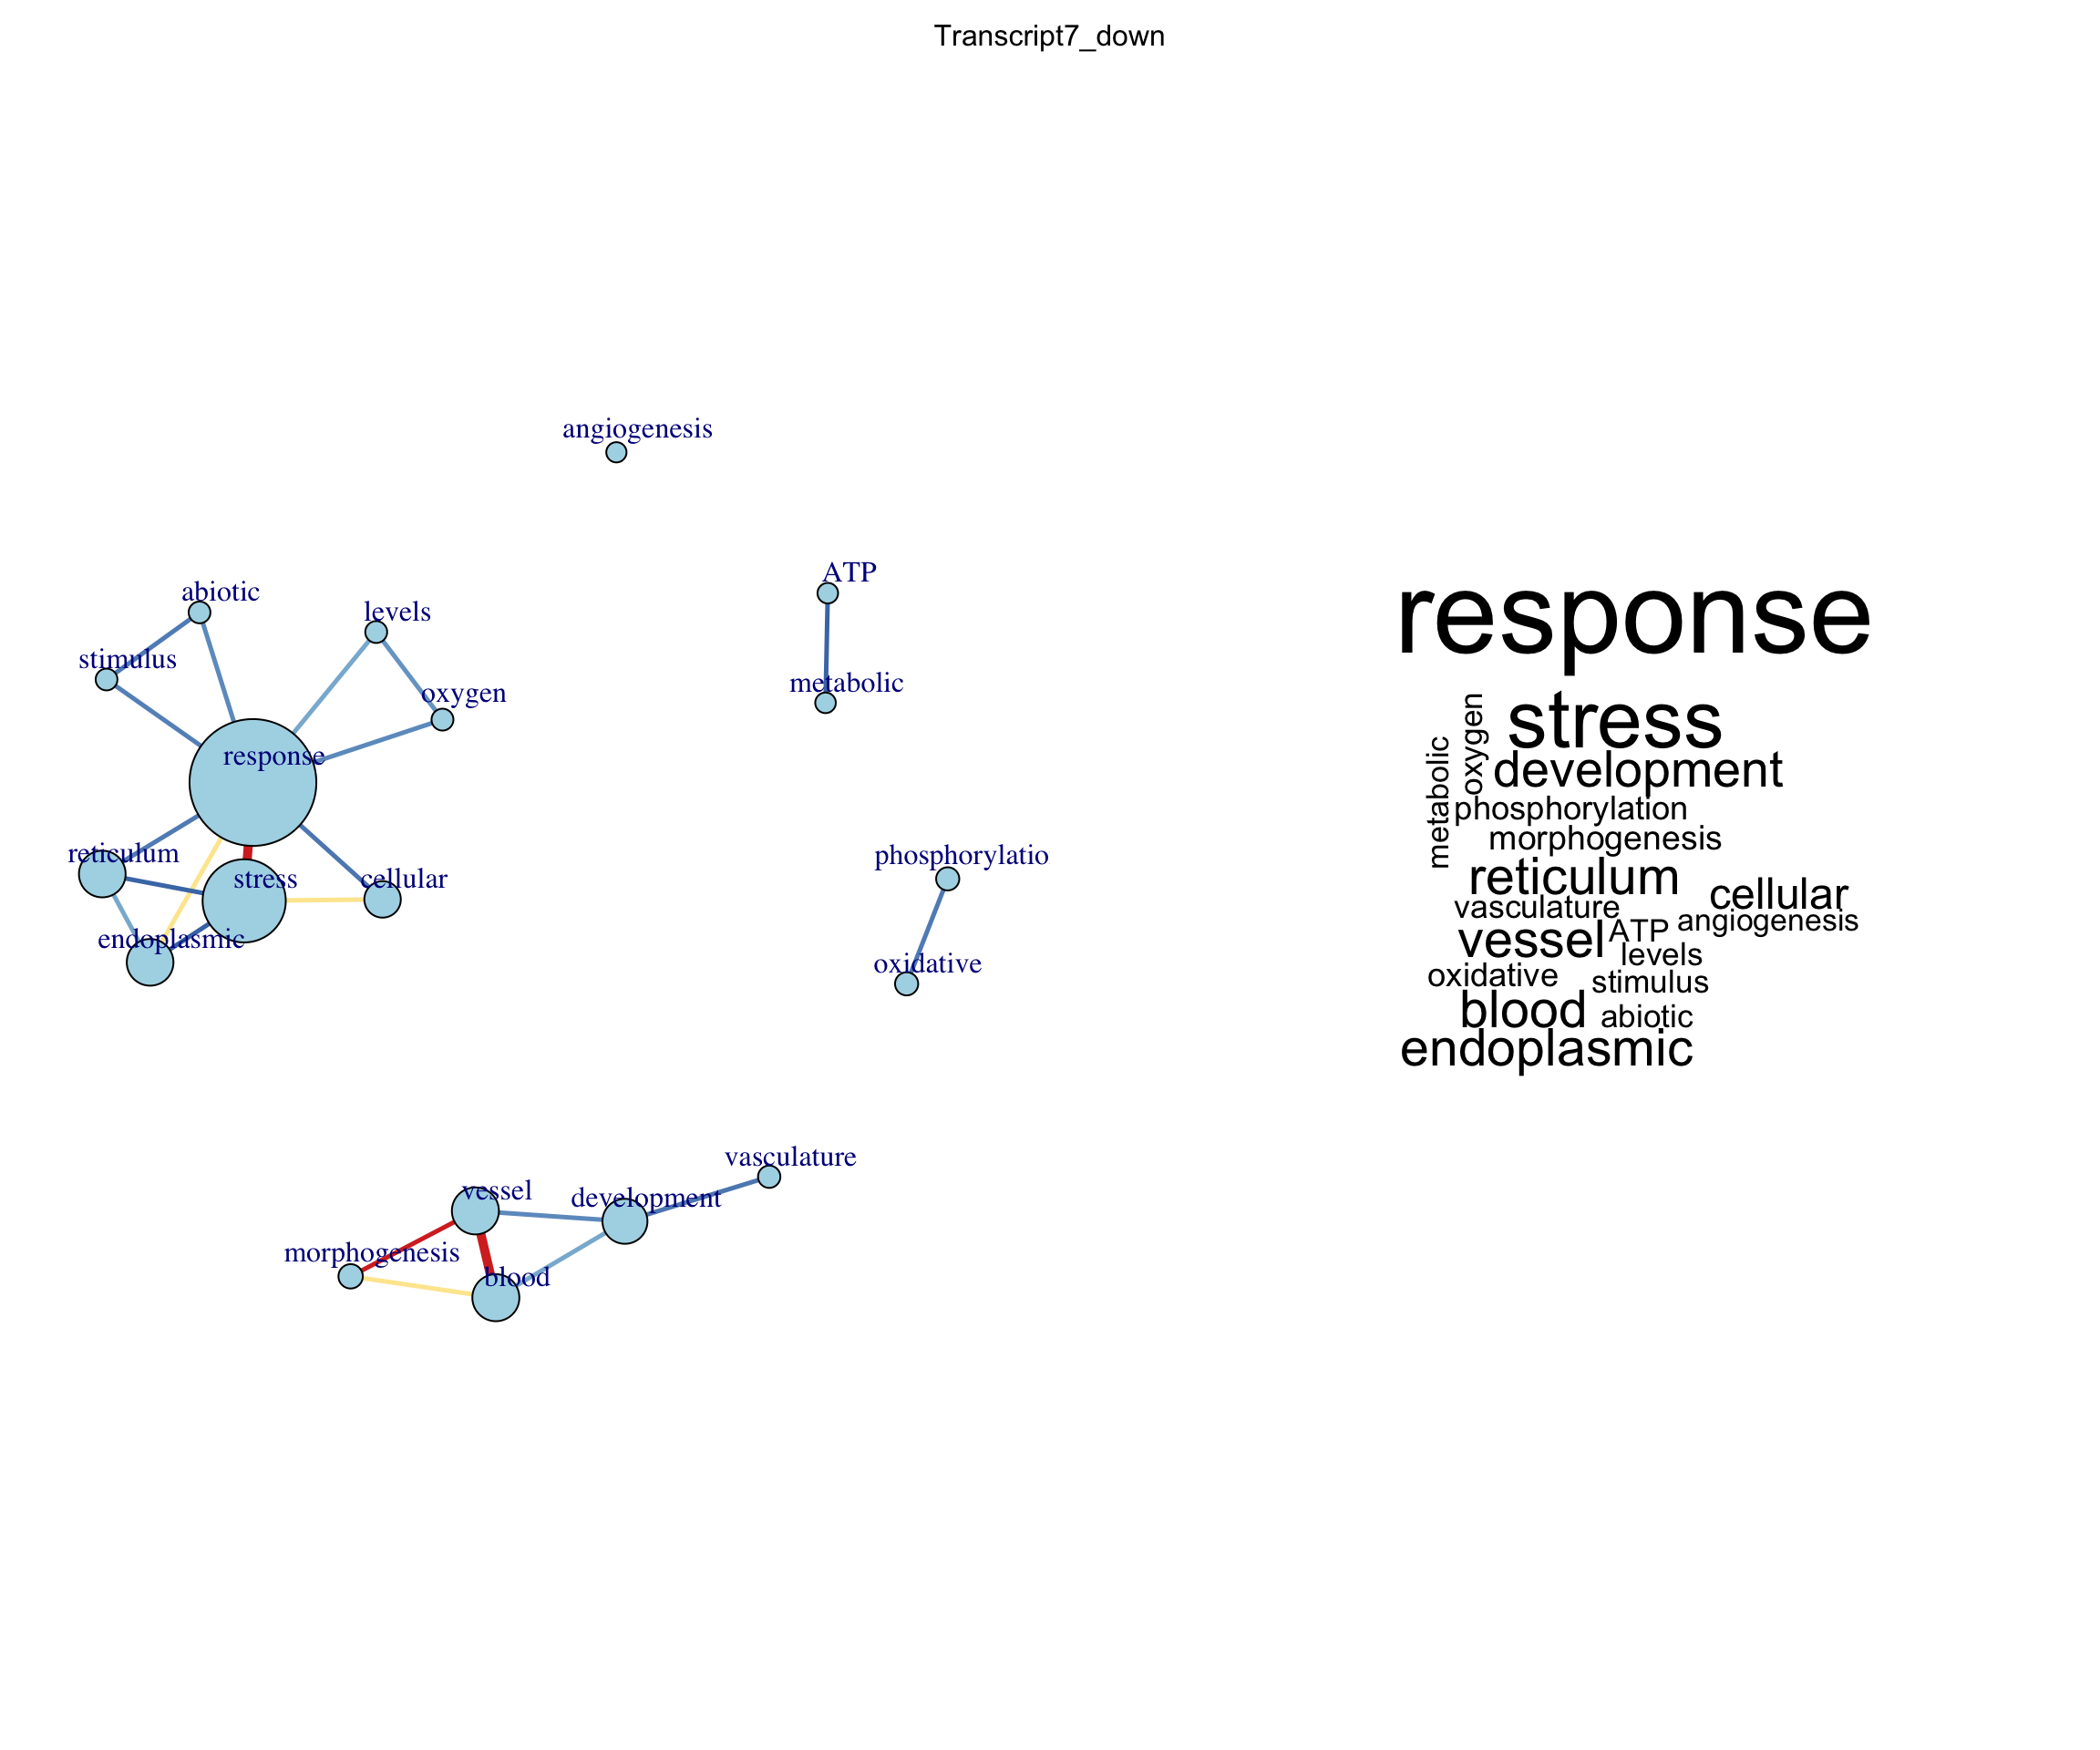 Transcript7_down
angiogenesis
ATP
abiotic
levels
stimulus
metabolic
oxygen
response
reticulum
phosphorylatio
stress
cellular
endoplasmic
oxidative
vasculature
vessel
development
morphogenesis
blood
response
stress
oxygen
metabolic
development
phosphorylation
morphogenesis
reticulum
cellular
vasculature
angiogenesis
vessel
ATP
levels
oxidative
stimulus
blood
abiotic
endoplasmic